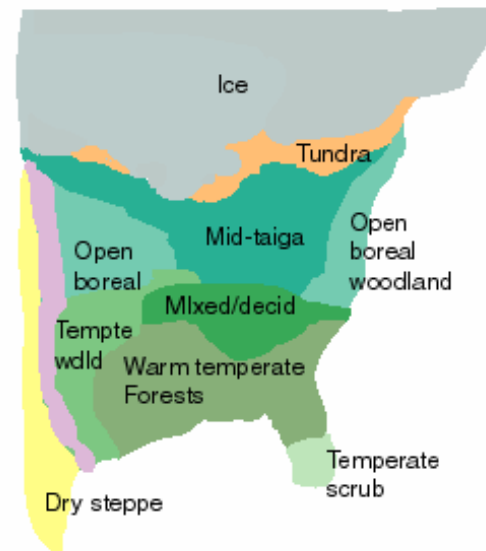 Ice
Tundra
Mid-taiga
Open
boreal
Open
boreal
woodland
MIxed/decid
Tempte
wdld
Warm temperate
Forests
Temperate
scrub
Dry steppe